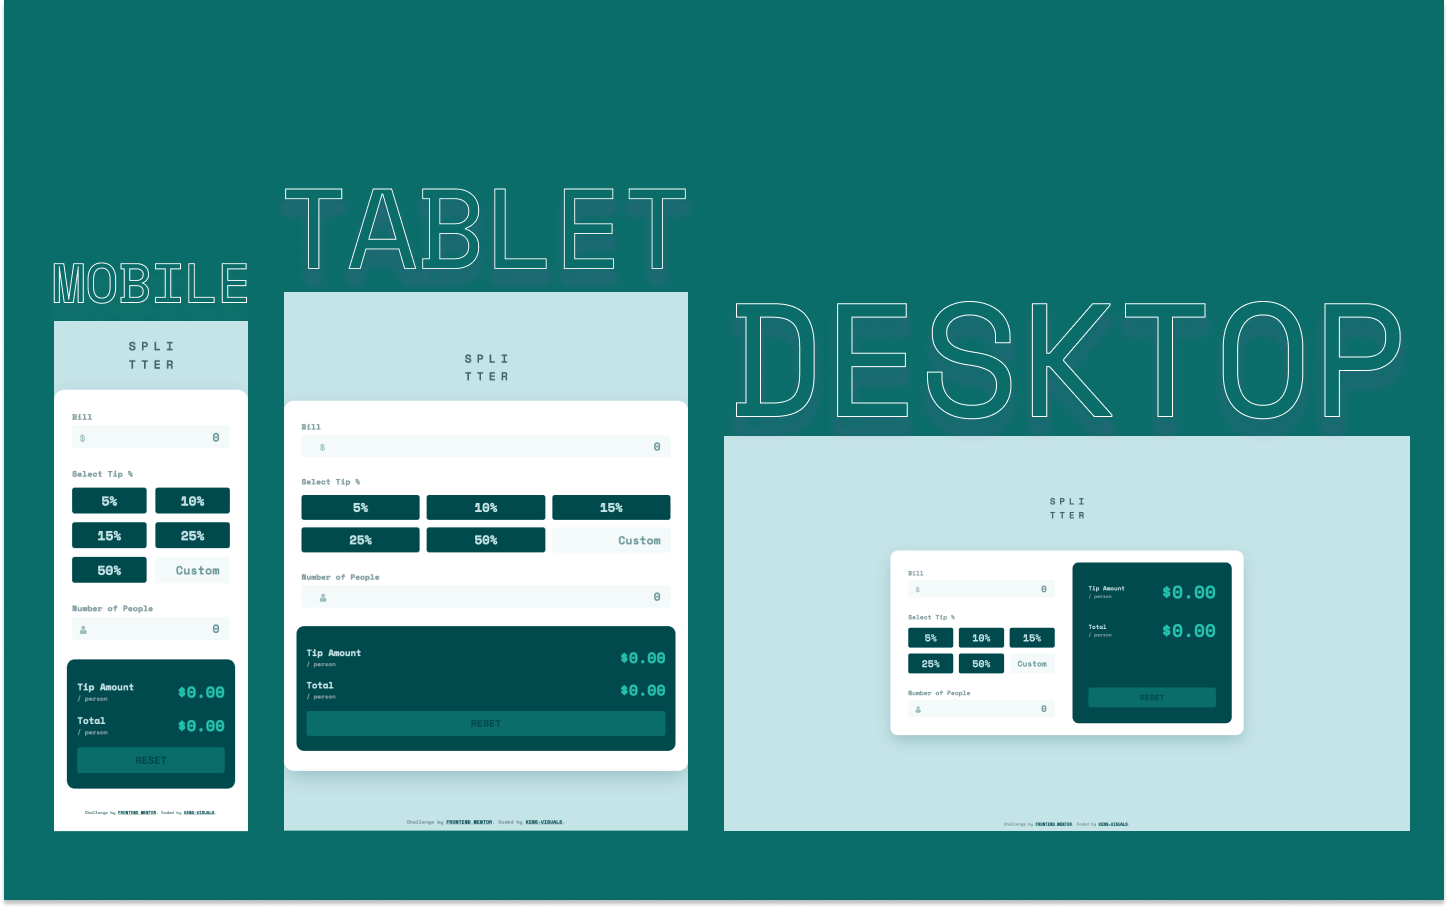 MOBILE
SPLI
TTER
Bill
$ 0
Select Tip %
5% 10%
15% 25%
50% Custom
Number of People
0
Tip Amount $0.00
/ person
Total $0.00
/ person
RESET
Challenge by FRONTEND MENTOR. Coded by KENS-VISUALS.
TABLET
SPLI
TTER
Bill
$ 0
Select Tip %
5% 10% 15%
25% 50% Custom
Number of People
0
Tip Amount $0.00
/ person
Total $0.00
/ person
RESET
Challenge by FRONTEND MENTOR. Coded by KENS-VISUALS.
DESKTOP
SPLI
TTER
Bill
$ 0
Select Tip %
5% 10% 15%
25% 50% Custom
Number of People
0
Tip Amount $0.00
/ person
Total $0.00
/ person
RESET
Challenge by FRONTEND MENTOR. Coded by KENS-VISUALS.